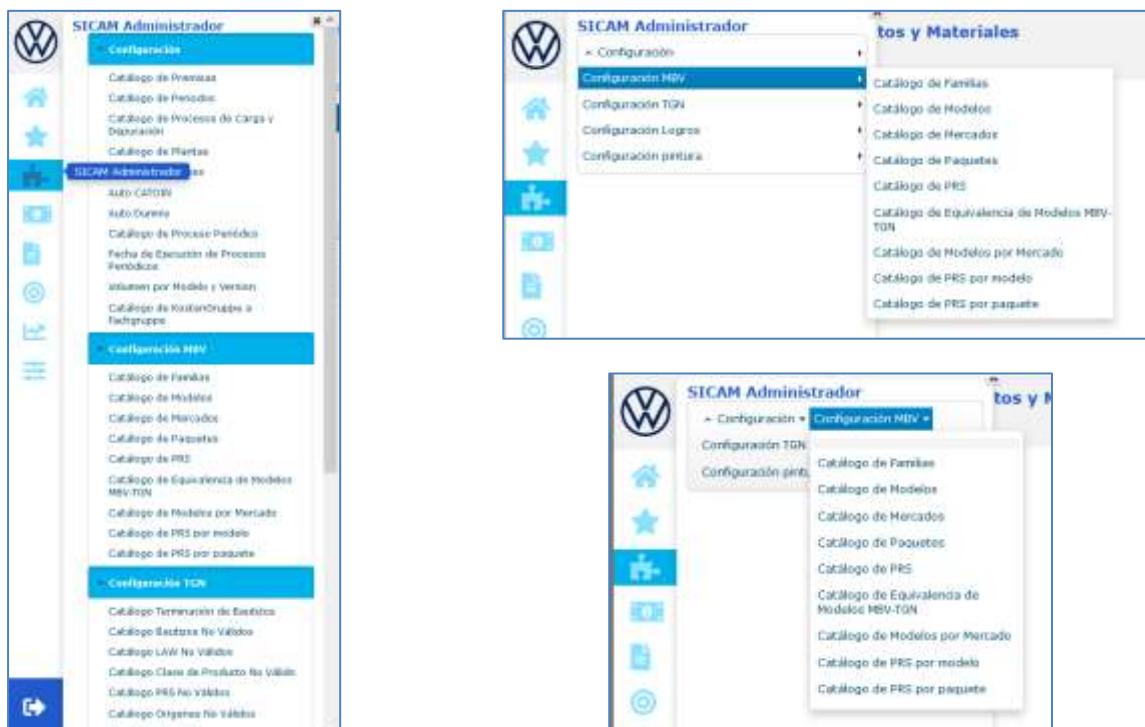 SICAM Administrador
Configuración
Catálogo de Premisas
Catálogo de Periodos
Catálogo de Procesos de Carga y
Depuración
Catálogo de Plantas
SICAM Administrador
Auto CATDIN
Auto Dummy
Catálogo de Proceso Periódico
Fecha de Ejecución de Procesos
Periódicos
Volumen por Modelo y Version
Catálogo de KostenGruppe a
Fachgruppe
Configuración MBV
Catálogo de Familias
Catálogo de Modelos
Catálogo de Mercados
Catálogo de Paquetes
Catálogo de PRS
Catálogo de Equivalencia de Modelos
MBV-TGN
Catálogo de Modelos por Mercado
Catálogo de PRS por modelo
Catálogo de PRS por paquete
Configuración TGN
Catálogo Terminación de Bautista
Catálogo Bautizos No Válidos
Catálogo LAW No Válidos
Catálogo Clave de Producto No Válido
Catálogo PRS No Válidos
Catálogo Origenes No Válidos
SICAM Administrador
tos y Materiales
Configuración
Configuración MBV
Configuración TGN
Configuración Logros
Configuración pintura
Catálogo de Familias
Catálogo de Modelos
Catálogo de Mercados
Catálogo de Paquetes
Catálogo de PRS
Catálogo de Equivalencia de Modelos MBV-
TGN
Catálogo de Modelos por Mercado
Catálogo de PRS por modelo
Catálogo de PRS por paquete
SICAM Administrador
tos y M
Configuración Configuración MBV
Configuración TGN
Configuración pint
Catálogo de Familias
Catálogo de Modelos
Catálogo de Mercados
Catálogo de Paquetes
Catálogo de PRS
Catálogo de Equivalencia de
Modelos MBV-TGN
Catálogo de Modelos por Mercado
Catálogo de PRS por modelo
Catálogo de PRS por paquete